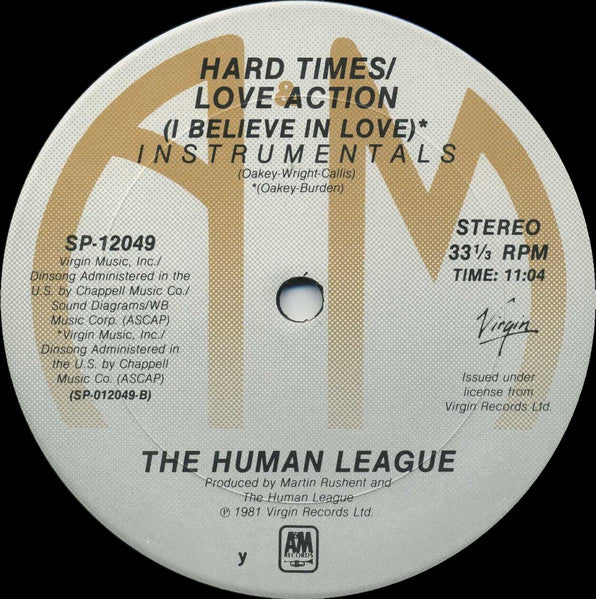 HARD TIMES/
LOVE ACTION
(I BELIEVE IN LOVE)*
INSTRUMENTALS
(Oakey-Wright-Callis)
*(Oakey-Burden)
SP-12049
Virgin Music, Inc./
Dinsong Administered in the
U.S. by Chappell Music Co./
Sound Diagrams/WB
Music Corp. (ASCAP)
*Virgin Music, Inc./
Dinsong Administered in
the U.S. by Chappell
Music Co. (ASCAP)
(SP-012049-B)
STEREO
33 1/3 RPM
TIME: 11:04
Virgin
Issued under
license from
Virgin Records Ltd.
THE HUMAN LEAGUE
Produced by Martin Rushent and
The Human League
℗ 1981 Virgin Records Ltd.
y
A&M
RECORDS
A&M